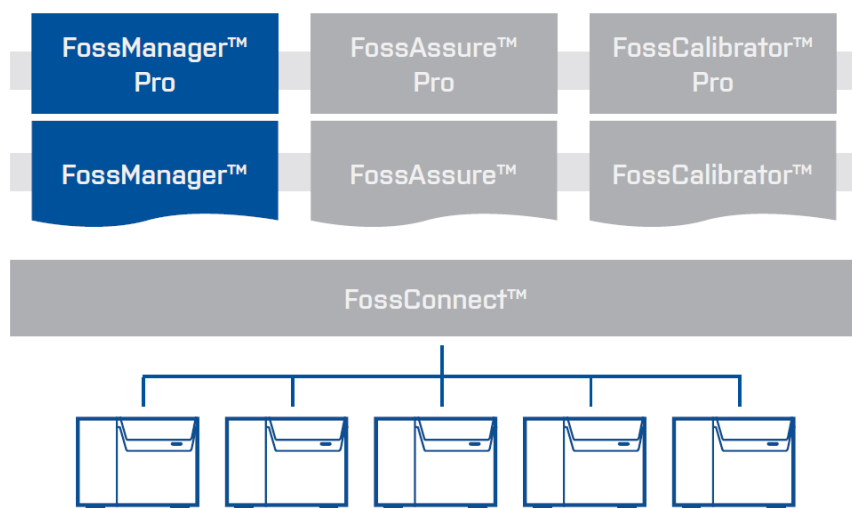 FossManager™
Pro
FossAssure™
Pro
FossCalibrator™
Pro
FossManager™
FossAssure™
FossCalibrator™
FossConnect™